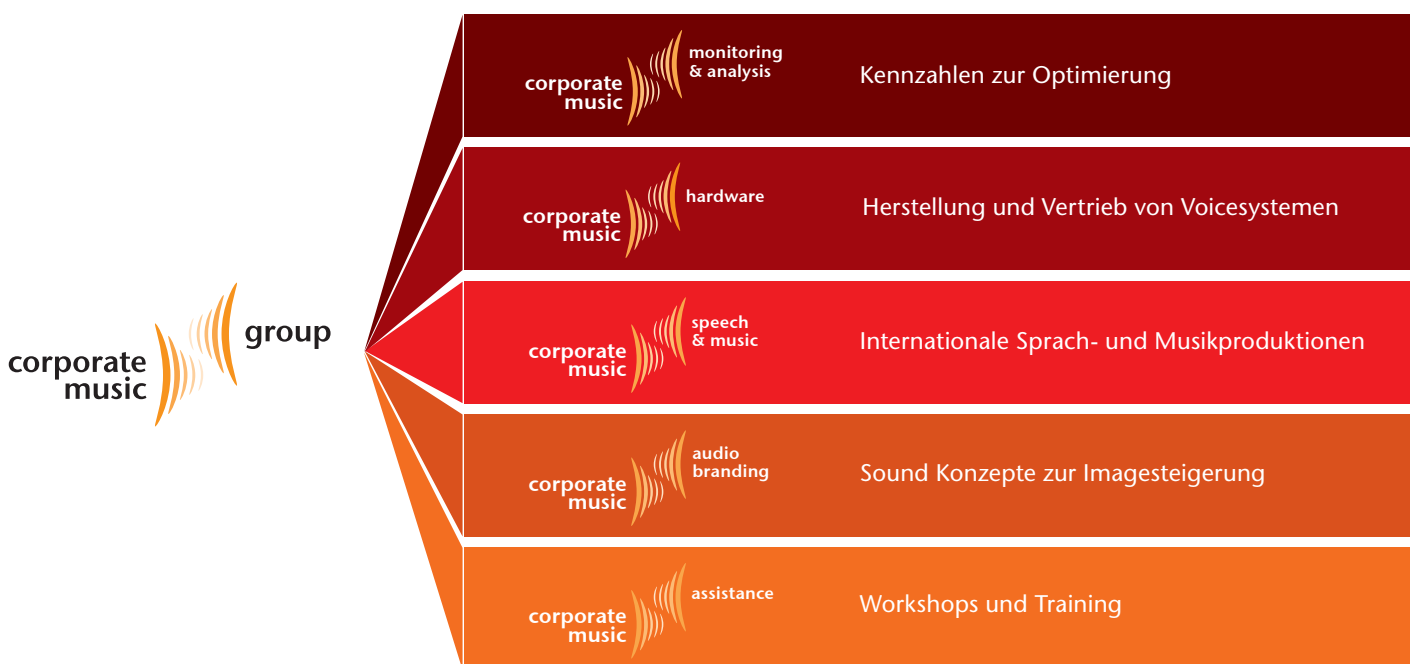 corporate
music
group
corporate
music
monitoring
& analysis
Kennzahlen zur Optimierung
corporate
music
hardware
Herstellung und Vertrieb von Voicesystemen
corporate
music
speech
& music
Internationale Sprach- und Musikproduktionen
corporate
music
audio
branding
Sound Konzepte zur Imagesteigerung
corporate
music
assistance
Workshops und Training